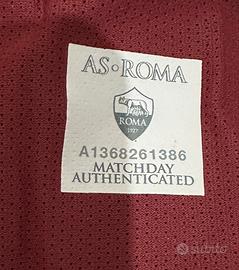 AS·ROMA
ROMA
1927
A1368261386
MATCHDAY
AUTHENTICATED
subito